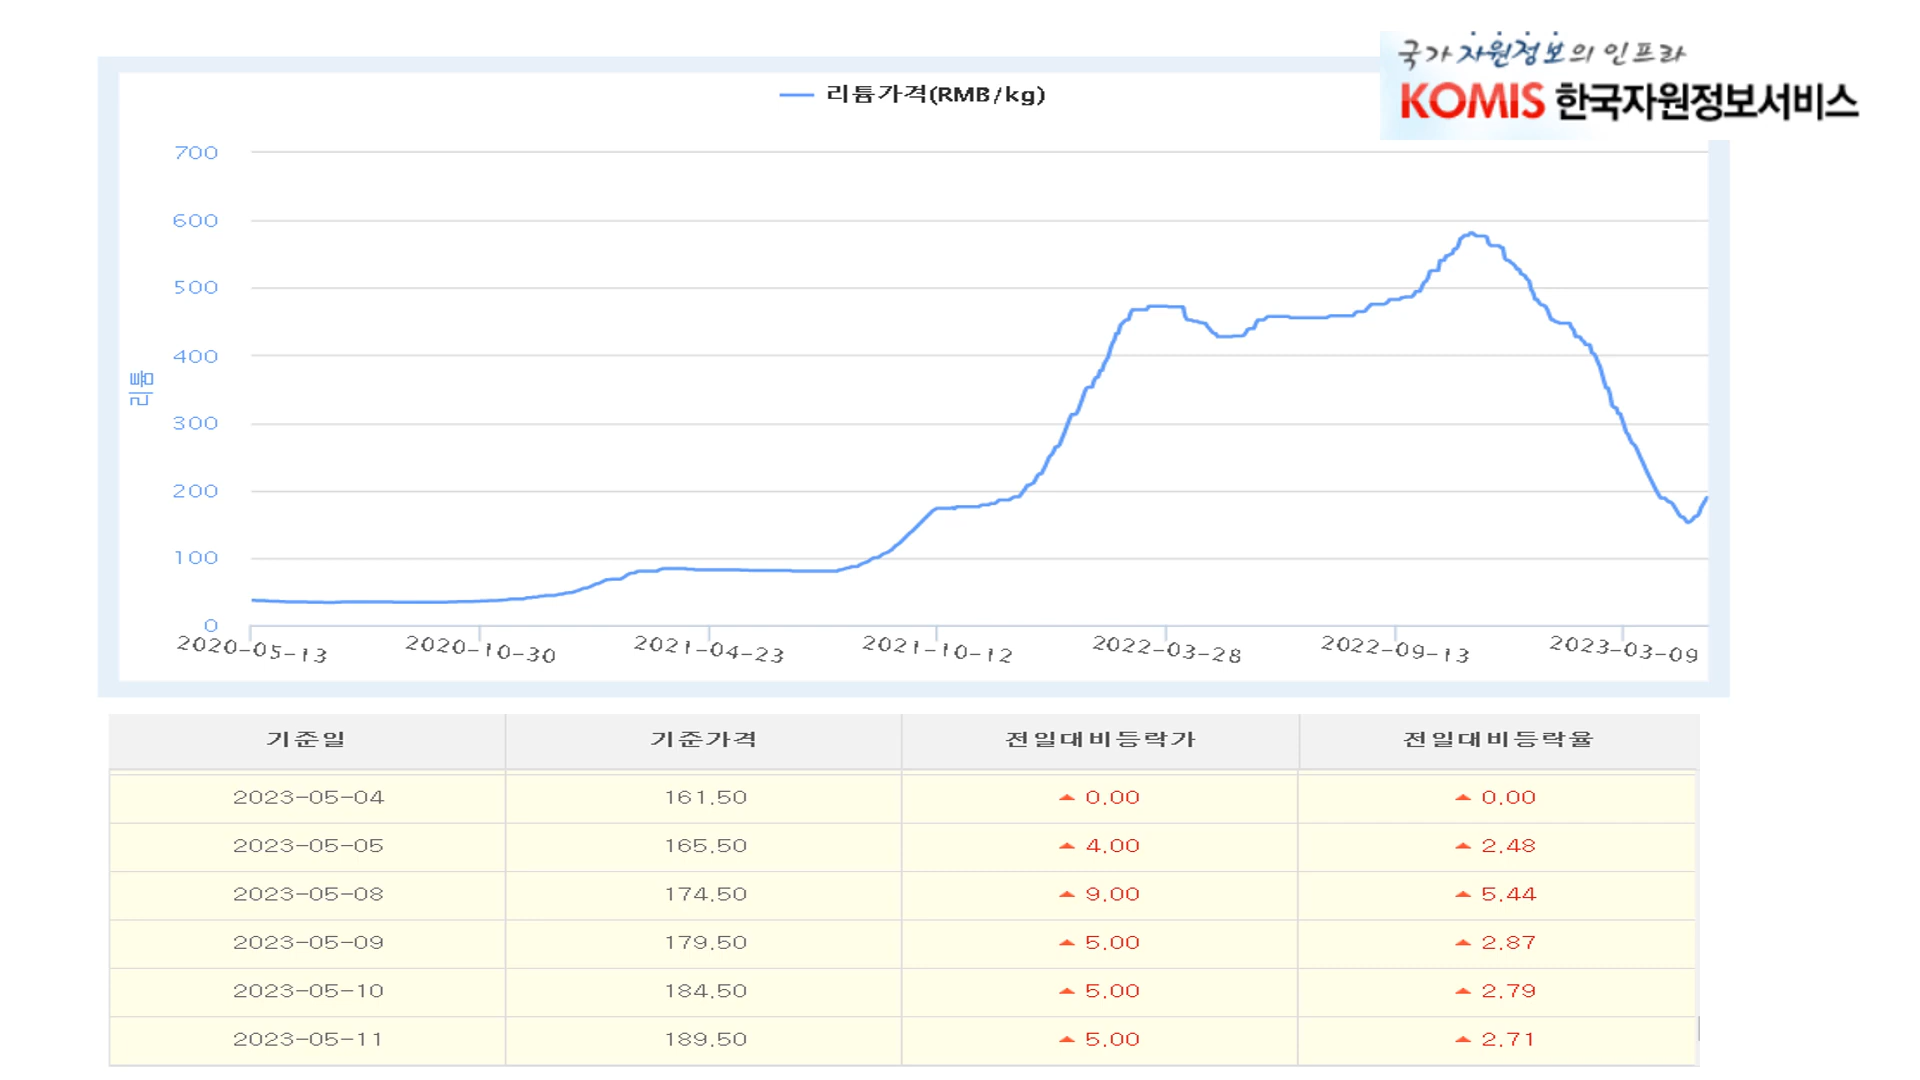 국가 자원정보의 인프라
KOMIS 한국자원정보서비스
리튬가격(RMB/kg)
700
600
500
400
300
200
100
0
리튬
2020-05-13 2020-10-30 2021-04-23 2021-10-12 2022-03-28 2022-09-13 2023-03-09
기준일 기준가격 전일대비등락가 전일대비등락율
2023-05-04 161.50 ▲ 0.00 ▲ 0.00
2023-05-05 165.50 ▲ 4.00 ▲ 2.48
2023-05-08 174.50 ▲ 9.00 ▲ 5.44
2023-05-09 179.50 ▲ 5.00 ▲ 2.87
2023-05-10 184.50 ▲ 5.00 ▲ 2.79
2023-05-11 189.50 ▲ 5.00 ▲ 2.71